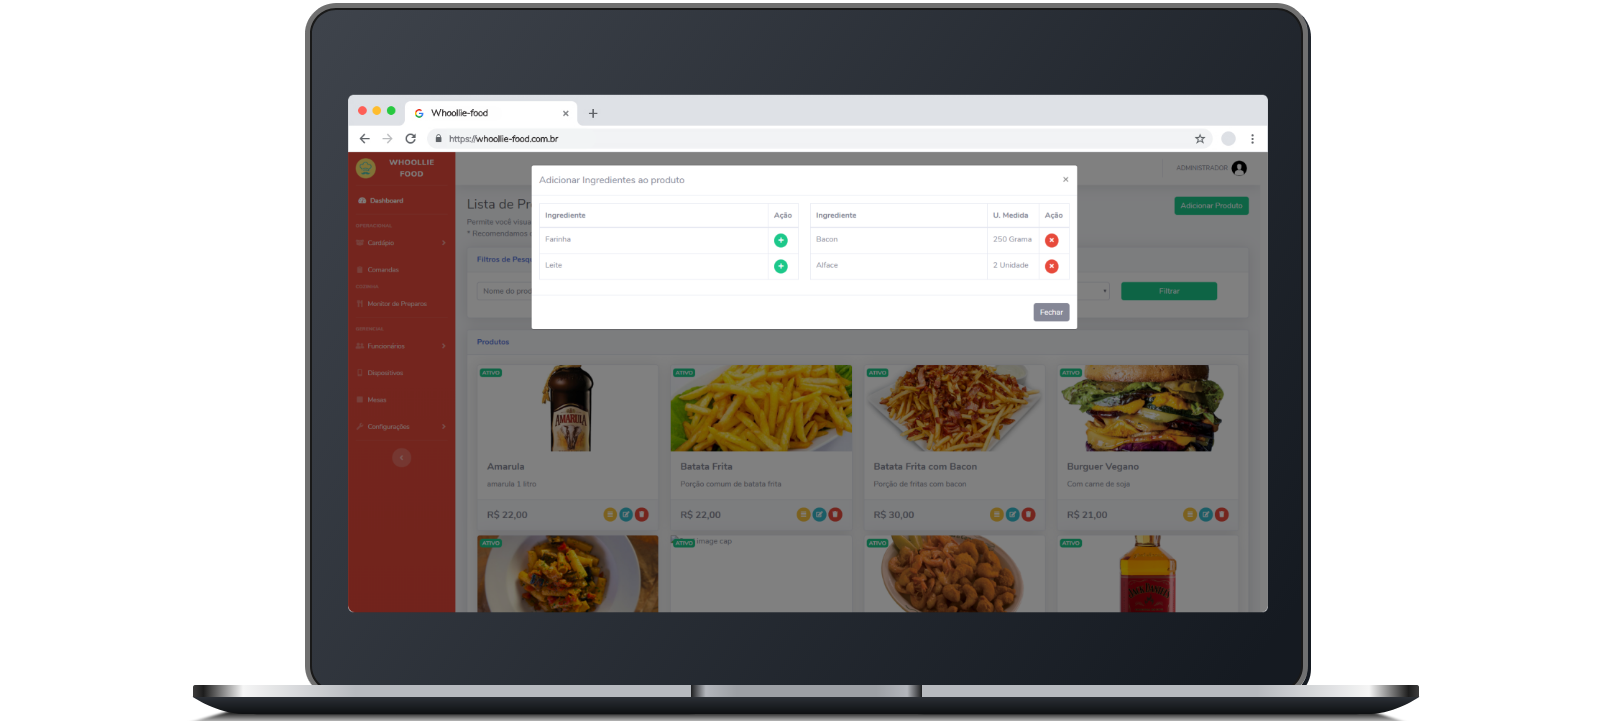 Whoollie-food
https://whoollie-food.com.br
WHOOLLIE
FOOD
ADMINISTRADOR
Dashboard
OPERACIONAL
Cardápio
Comandas
COZINHA
Monitor de Preparos
GERENCIAL
Funcionários
Dispositivos
Mesas
Configurações
Adicionar Ingredientes ao produto
Ingrediente Ação
Farinha
Leite
Ingrediente U. Medida Ação
Bacon 250 Grama
Alface 2 Unidade
Fechar
Lista de Pr
Adicionar Produto
Permite você visua
* Recomendamos
Filtros de Pesq
Nome do prod
Filtrar
Produtos
ATIVO
AMARULA
Amarula
amarula 1 litro
R$ 22,00
ATIVO
Batata Frita
Porção comum de batata frita
R$ 22,00
ATIVO
Batata Frita com Bacon
Porção de fritas com bacon
R$ 30,00
ATIVO
Burguer Vegano
Com carne de soja
R$ 21,00
ATIVO
ATIVO image cap
ATIVO
ATIVO